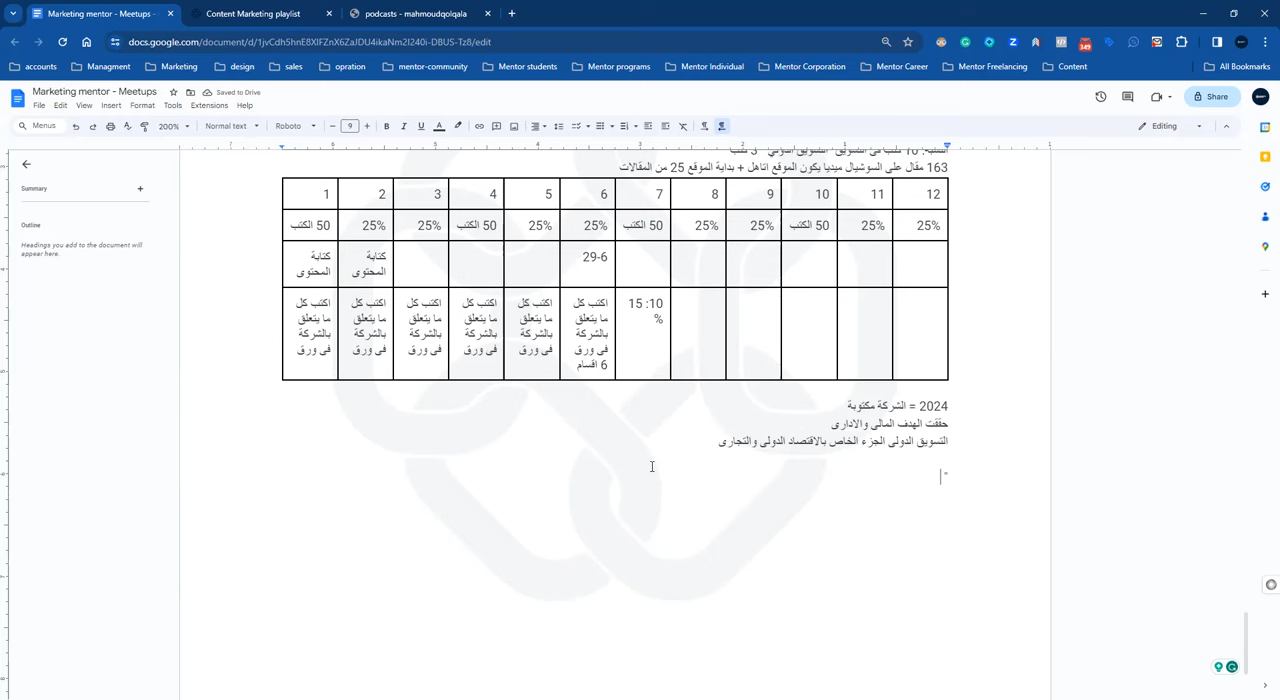 Marketing mentor - Meetups -
Content Marketing playlist
podcasts - mahmoudqolqala
docs.google.com/document/d/1jvCdh5hnE8XlFZnX6ZaJDU4ikaNm2I240i-DBUS-Tz8/edit
accounts
Managment
Marketing
design
sales
opration
mentor-community
Mentor students
Mentor programs
Mentor Individual
Mentor Corporation
Mentor Career
Mentor Freelancing
Content
All Bookmarks
349
Marketing mentor - Meetups
Saved to Drive
File Edit View Insert Format Tools Extensions Help
Share
Menus
200%
Normal text
Roboto
9
Editing
Summary
Outline
Headings you add to the document will
appear here.
163 مقال على السوشيال ميديا يكون الموقع اتاهل + بداية الموقع 25 من المقالات
1 2 3 4 5 6 7 8 9 10 11 12
50 الكتب 25% 25% 50 الكتب 25% 25% 50 الكتب 25% 25% 50 الكتب 25% 25%
كتابة المحتوى
كتابة المحتوى
29-6
اكتب كل ما يتعلق بالشركة فى ورق
اكتب كل ما يتعلق بالشركة فى ورق
اكتب كل ما يتعلق بالشركة فى ورق
اكتب كل ما يتعلق بالشركة فى ورق
اكتب كل ما يتعلق بالشركة فى ورق
اكتب كل ما يتعلق بالشركة فى ورق 6 اقسام
15 :10 %
2024 = الشركة مكتوبة
حققت الهدف المالى والادارى
التسويق الدولى الجزء الخاص بالاقتصاد الدولى والتجارى
"